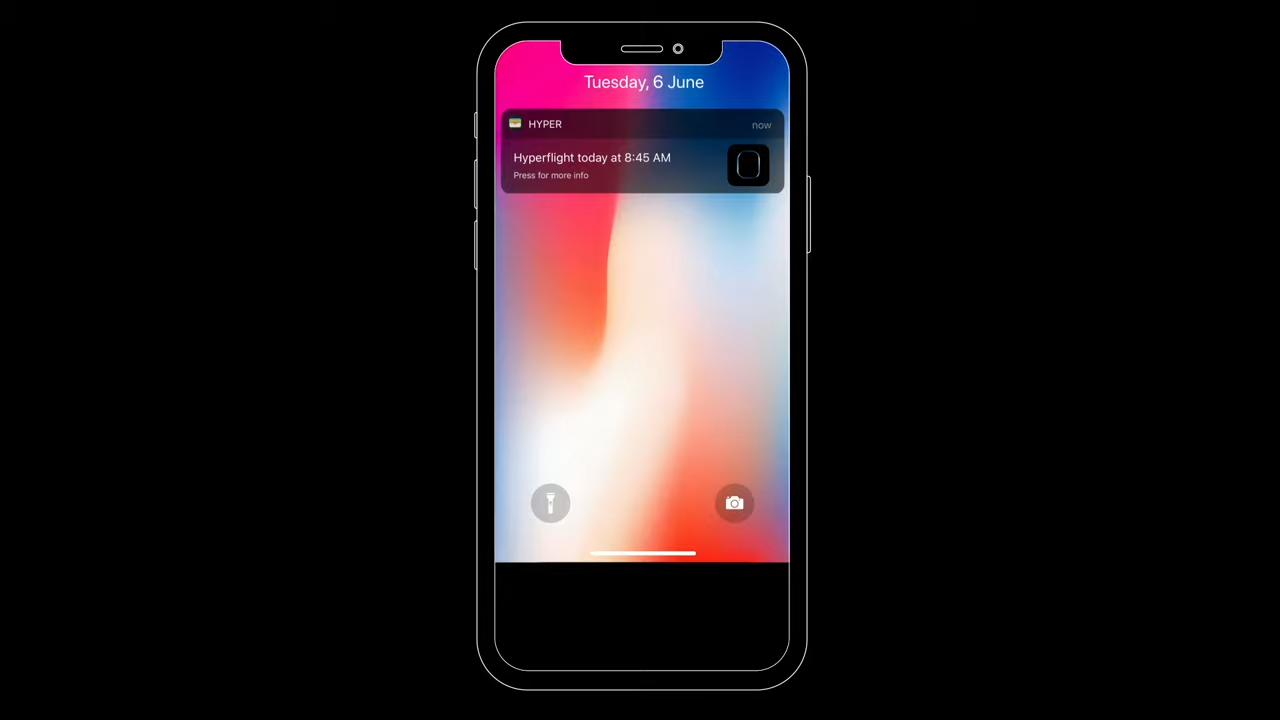 Tuesday, 6 June
HYPER now
Hyperflight today at 8:45 AM
Press for more info